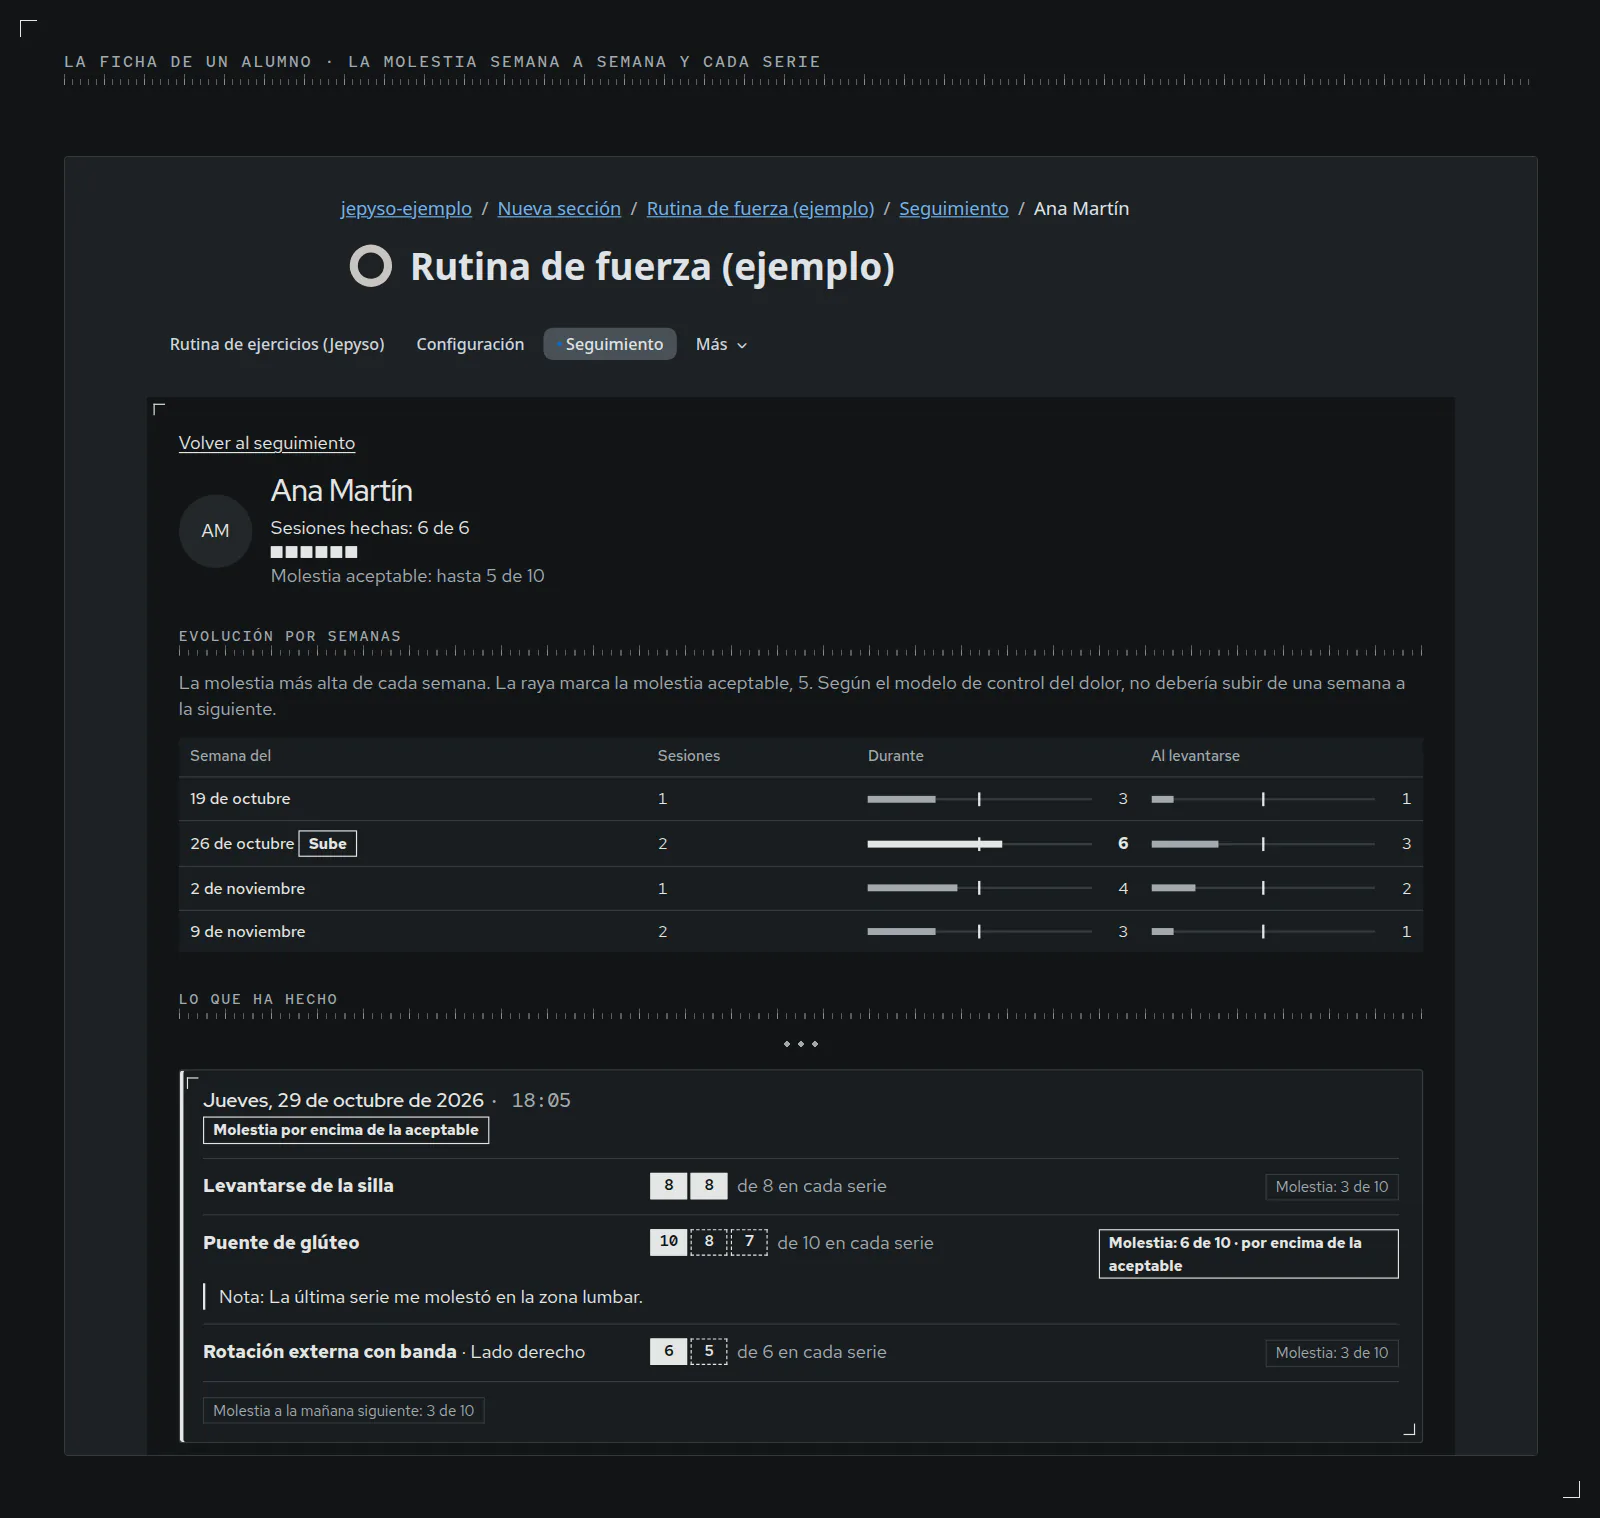 LA FICHA DE UN ALUMNO · LA MOLESTIA SEMANA A SEMANA Y CADA SERIE
jepyso-ejemplo / Nueva sección / Rutina de fuerza (ejemplo) / Seguimiento / Ana Martín
Rutina de fuerza (ejemplo)
Rutina de ejercicios (Jepyso) Configuración Seguimiento Más
Volver al seguimiento
AM
Ana Martín
Sesiones hechas: 6 de 6
Molestia aceptable: hasta 5 de 10
EVOLUCIÓN POR SEMANAS
La molestia más alta de cada semana. La raya marca la molestia aceptable, 5. Según el modelo de control del dolor, no debería subir de una semana a
la siguiente.
Semana del Sesiones Durante Al levantarse
19 de octubre 1 3 1
26 de octubre Sube 2 6 3
2 de noviembre 1 4 2
9 de noviembre 2 3 1
LO QUE HA HECHO
Jueves, 29 de octubre de 2026 · 18:05
Molestia por encima de la aceptable
Levantarse de la silla 8 8 de 8 en cada serie Molestia: 3 de 10
Puente de glúteo 10 8 7 de 10 en cada serie Molestia: 6 de 10 · por encima de la
aceptable
Nota: La última serie me molestó en la zona lumbar.
Rotación externa con banda · Lado derecho 6 5 de 6 en cada serie Molestia: 3 de 10
Molestia a la mañana siguiente: 3 de 10